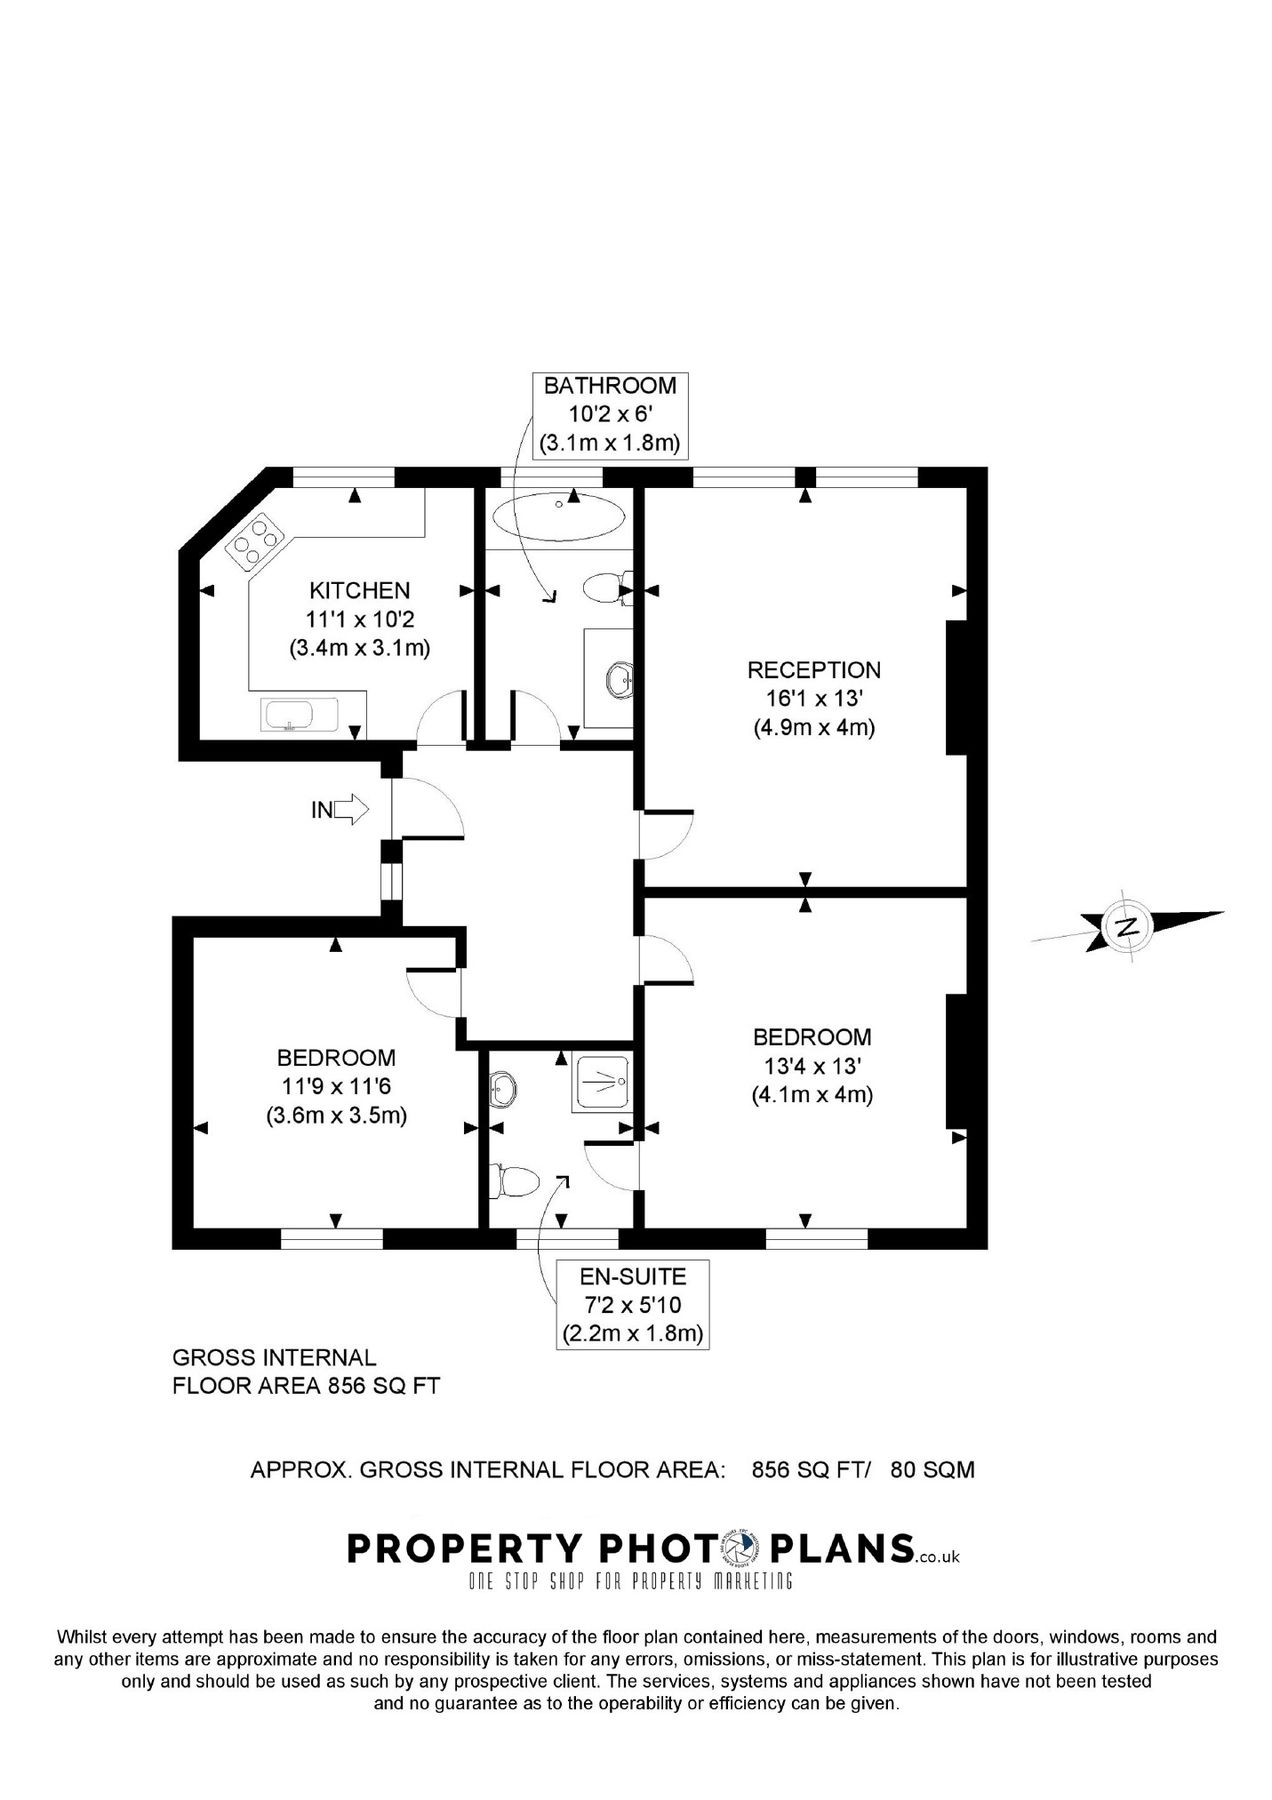 BATHROOM
10'2 x 6'
(3.1m x 1.8m)
KITCHEN
11'1 x 10'2
(3.4m x 3.1m)
RECEPTION
16'1 x 13'
(4.9m x 4m)
IN
N
BEDROOM
11'9 x 11'6
(3.6m x 3.5m)
BEDROOM
13'4 x 13'
(4.1m x 4m)
EN-SUITE
7'2 x 5'10
(2.2m x 1.8m)
GROSS INTERNAL
FLOOR AREA 856 SQ FT
APPROX. GROSS INTERNAL FLOOR AREA: 856 SQ FT/ 80 SQM
PROPERTY PHOTO PLANS.co.uk
ONE STOP SHOP FOR PROPERTY MARKETING
Whilst every attempt has been made to ensure the accuracy of the floor plan contained here, measurements of the doors, windows, rooms and
any other items are approximate and no responsibility is taken for any errors, omissions, or miss-statement. This plan is for illustrative purposes
only and should be used as such by any prospective client. The services, systems and appliances shown have not been tested
and no guarantee as to the operability or efficiency can be given.